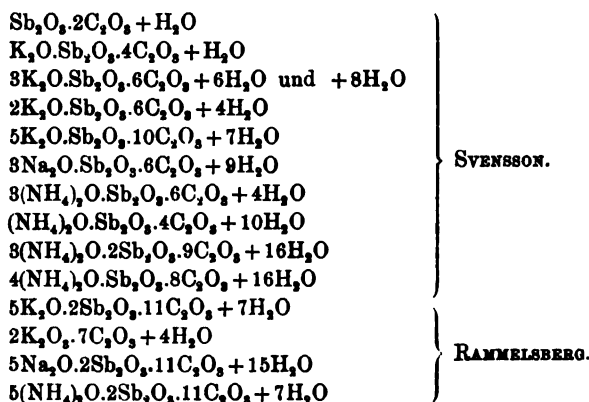 Sb₂O₃.2C₂O₃ + H₂O
K₂O.Sb₂O₃.4C₂O₃ + H₂O
3K₂O.Sb₂O₃.6C₂O₃ + 6H₂O und + 8H₂O
2K₂O.Sb₂O₃.6C₂O₃ + 4H₂O
5K₂O.Sb₂O₃.10C₂O₃ + 7H₂O
3Na₂O.Sb₂O₃.6C₂O₃ + 9H₂O
SVENSSON.
3(NH₄)₂O.Sb₂O₃.6C₂O₃ + 4H₂O
(NH₄)₂O.Sb₂O₃.4C₂O₃ + 10H₂O
3(NH₄)₂O.2Sb₂O₃.9C₂O₃ + 16H₂O
4(NH₄)₂O.Sb₂O₃.8C₂O₃ + 16H₂O
5K₂O.2Sb₂O₃.11C₂O₃ + 7H₂O
2K₂O₃.7C₂O₃ + 4H₂O
RAMMELSBERG.
5Na₂O.2Sb₂O₃.11C₂O₃ + 15H₂O
5(NH₄)₂O.2Sb₂O₃.11C₂O₃ + 7H₂O